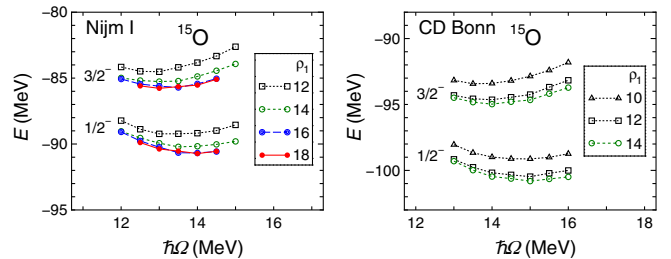 Nijm I
¹⁵O
E (MeV)
−80
−85
−90
−95
3/2⁻
1/2⁻
ρ₁
12
14
16
18
12 14 16
ℏΩ (MeV)
CD Bonn
¹⁵O
E (MeV)
−90
−95
−100
3/2⁻
1/2⁻
ρ₁
10
12
14
12 14 16 18
ℏΩ (MeV)